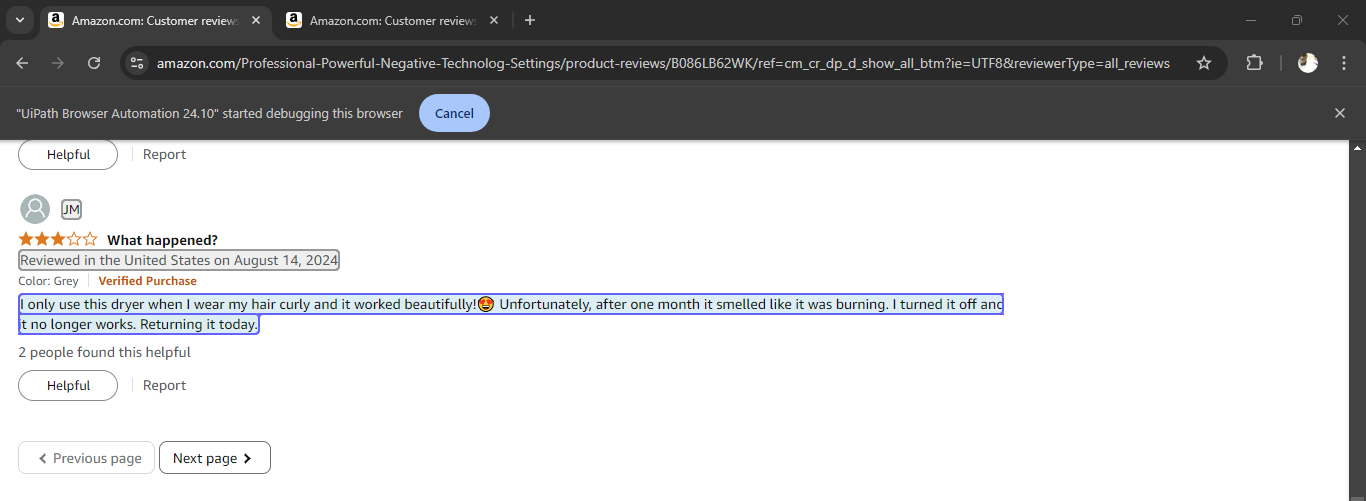 Amazon.com: Customer reviews
Amazon.com: Customer reviews
amazon.com/Professional-Powerful-Negative-Technolog-Settings/product-reviews/B086LB62WK/ref=cm_cr_dp_d_show_all_btm?ie=UTF8&reviewerType=all_reviews
"UiPath Browser Automation 24.10" started debugging this browser
Cancel
Helpful
Report
JM
What happened?
Reviewed in the United States on August 14, 2024
Color: Grey
Verified Purchase
I only use this dryer when I wear my hair curly and it worked beautifully!🤩 Unfortunately, after one month it smelled like it was burning. I turned it off and
it no longer works. Returning it today.
2 people found this helpful
Helpful
Report
Previous page
Next page